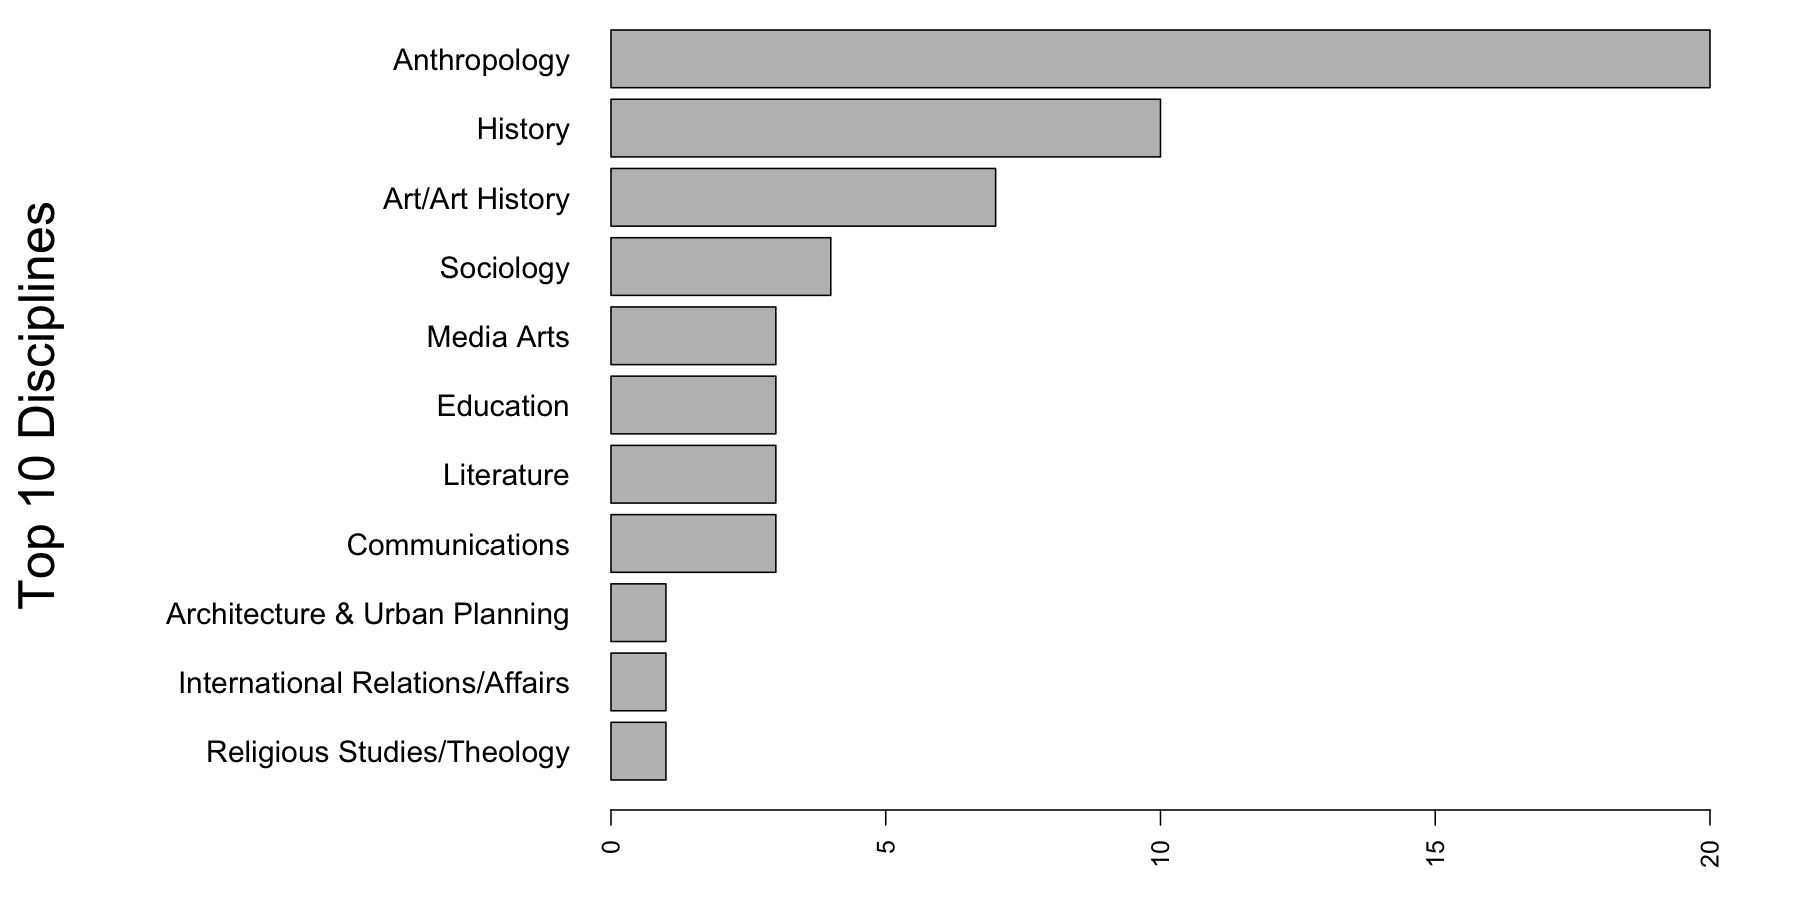 Top 10 Disciplines
Anthropology
History
Art/Art History
Sociology
Media Arts
Education
Literature
Communications
Architecture & Urban Planning
International Relations/Affairs
Religious Studies/Theology
0 5 10 15 20